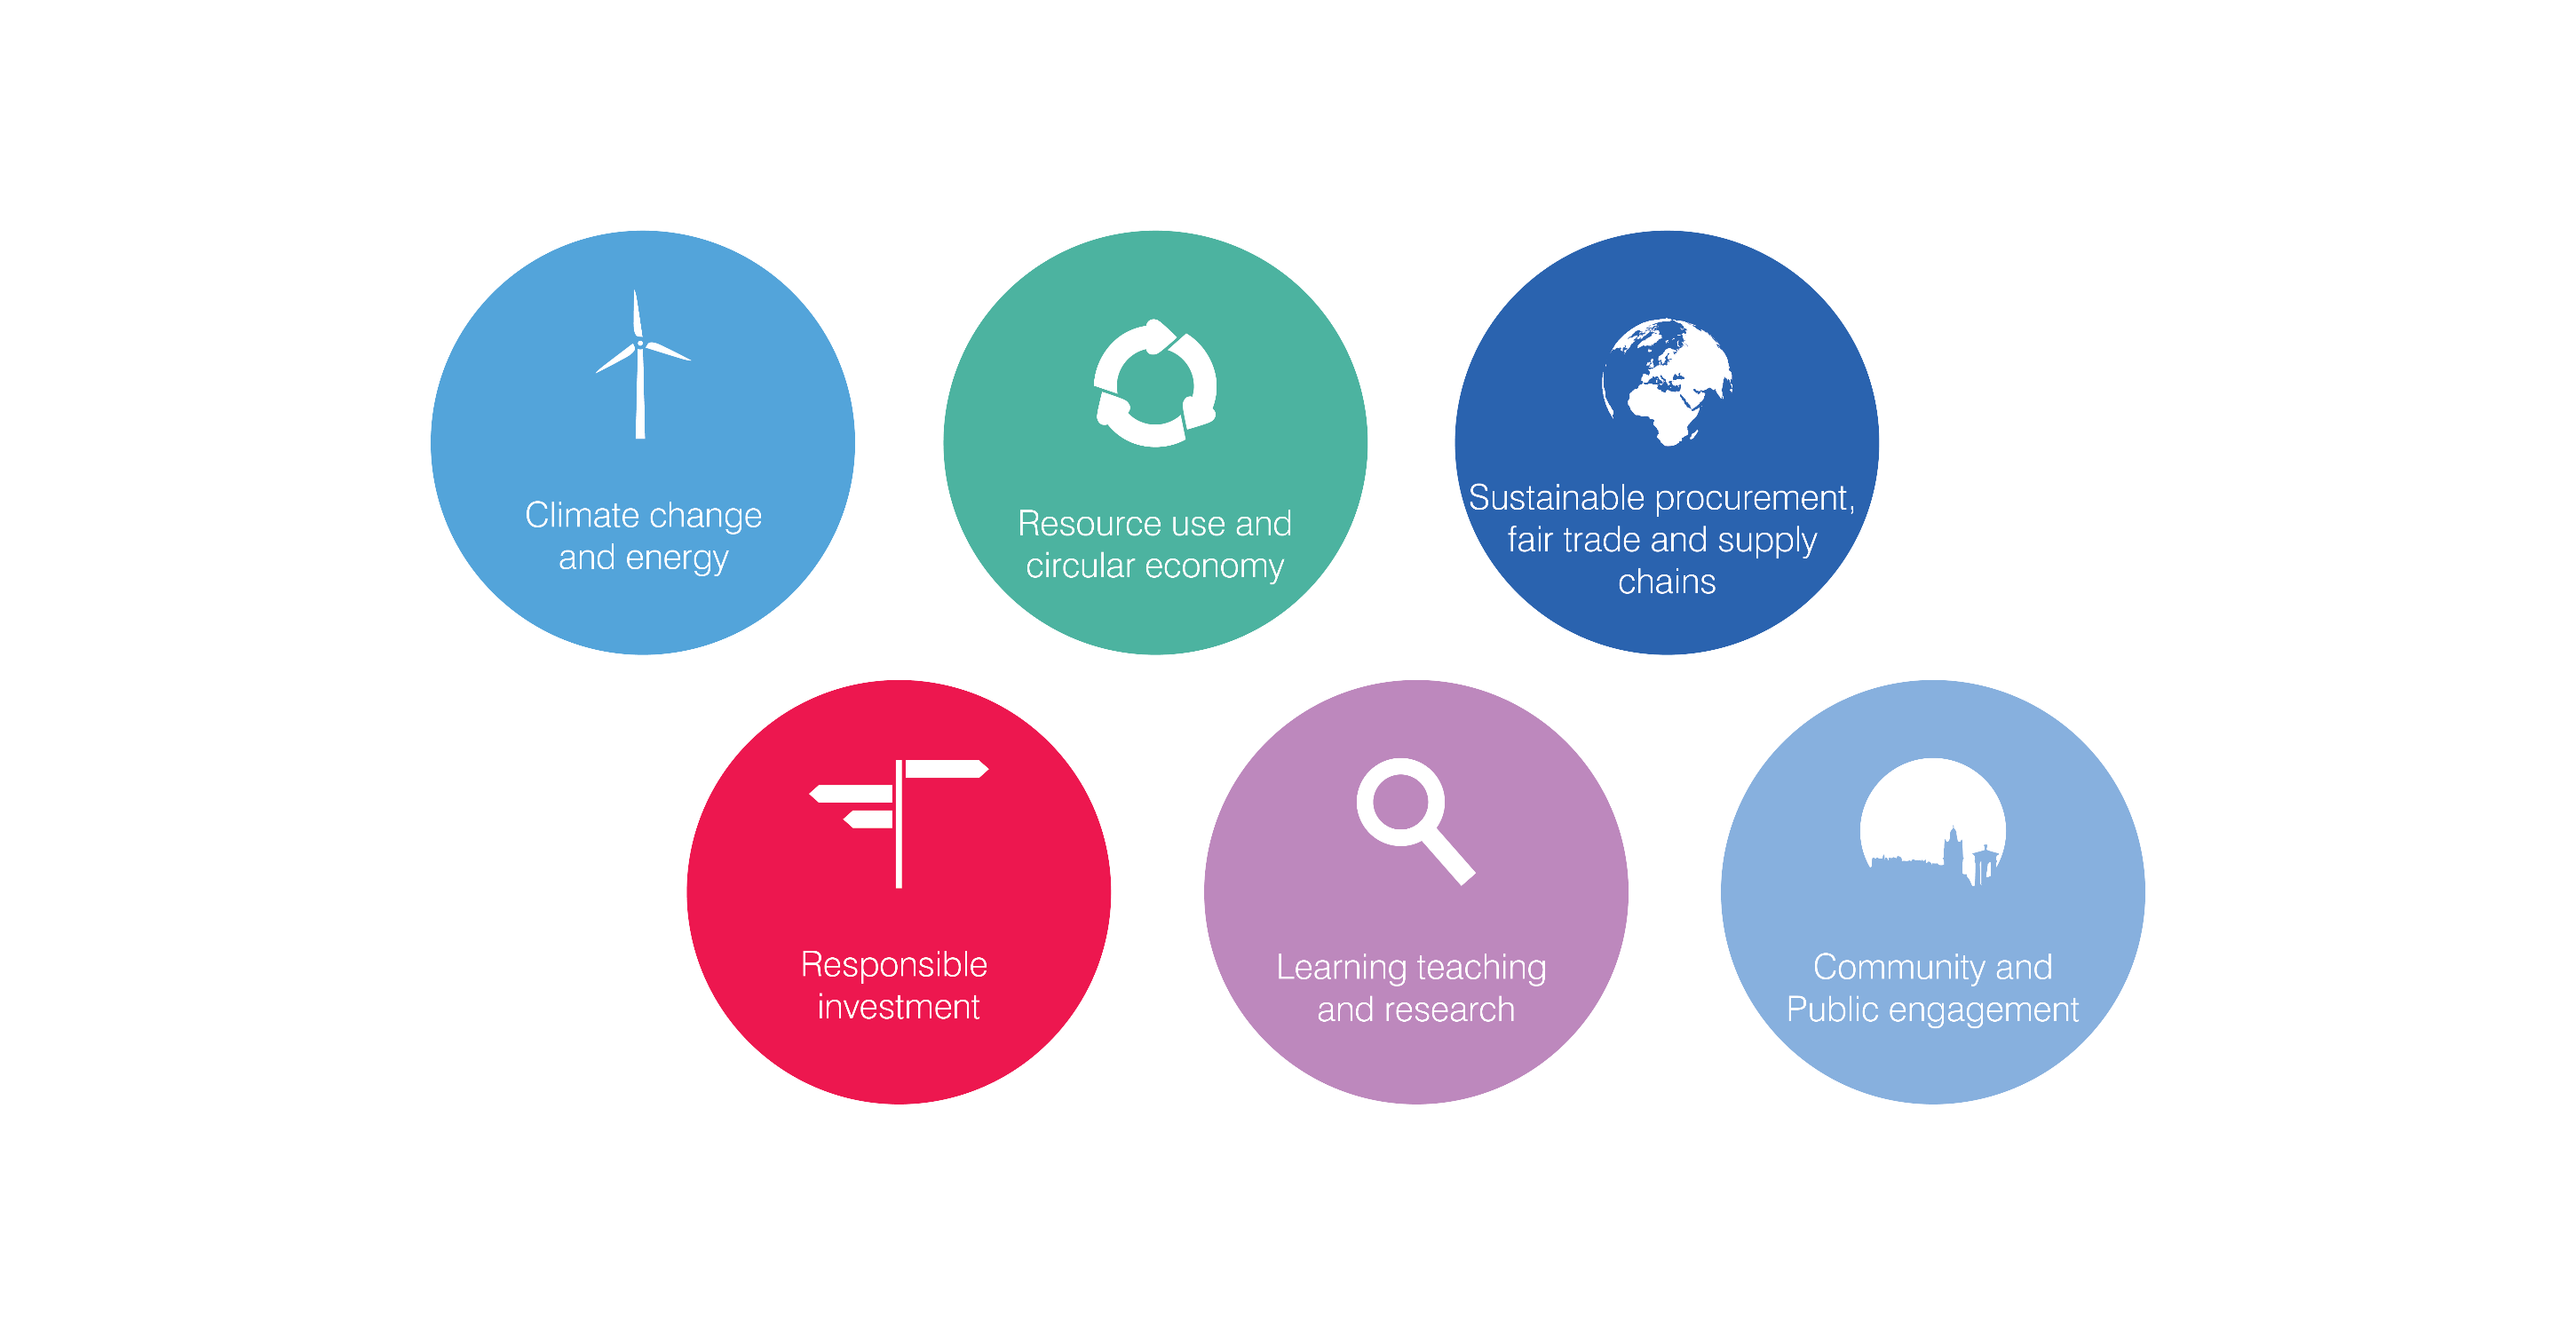 Climate change
and energy
Resource use and
circular economy
Sustainable procurement,
fair trade and supply
chains
Responsible
investment
Learning teaching
and research
Community and
Public engagement